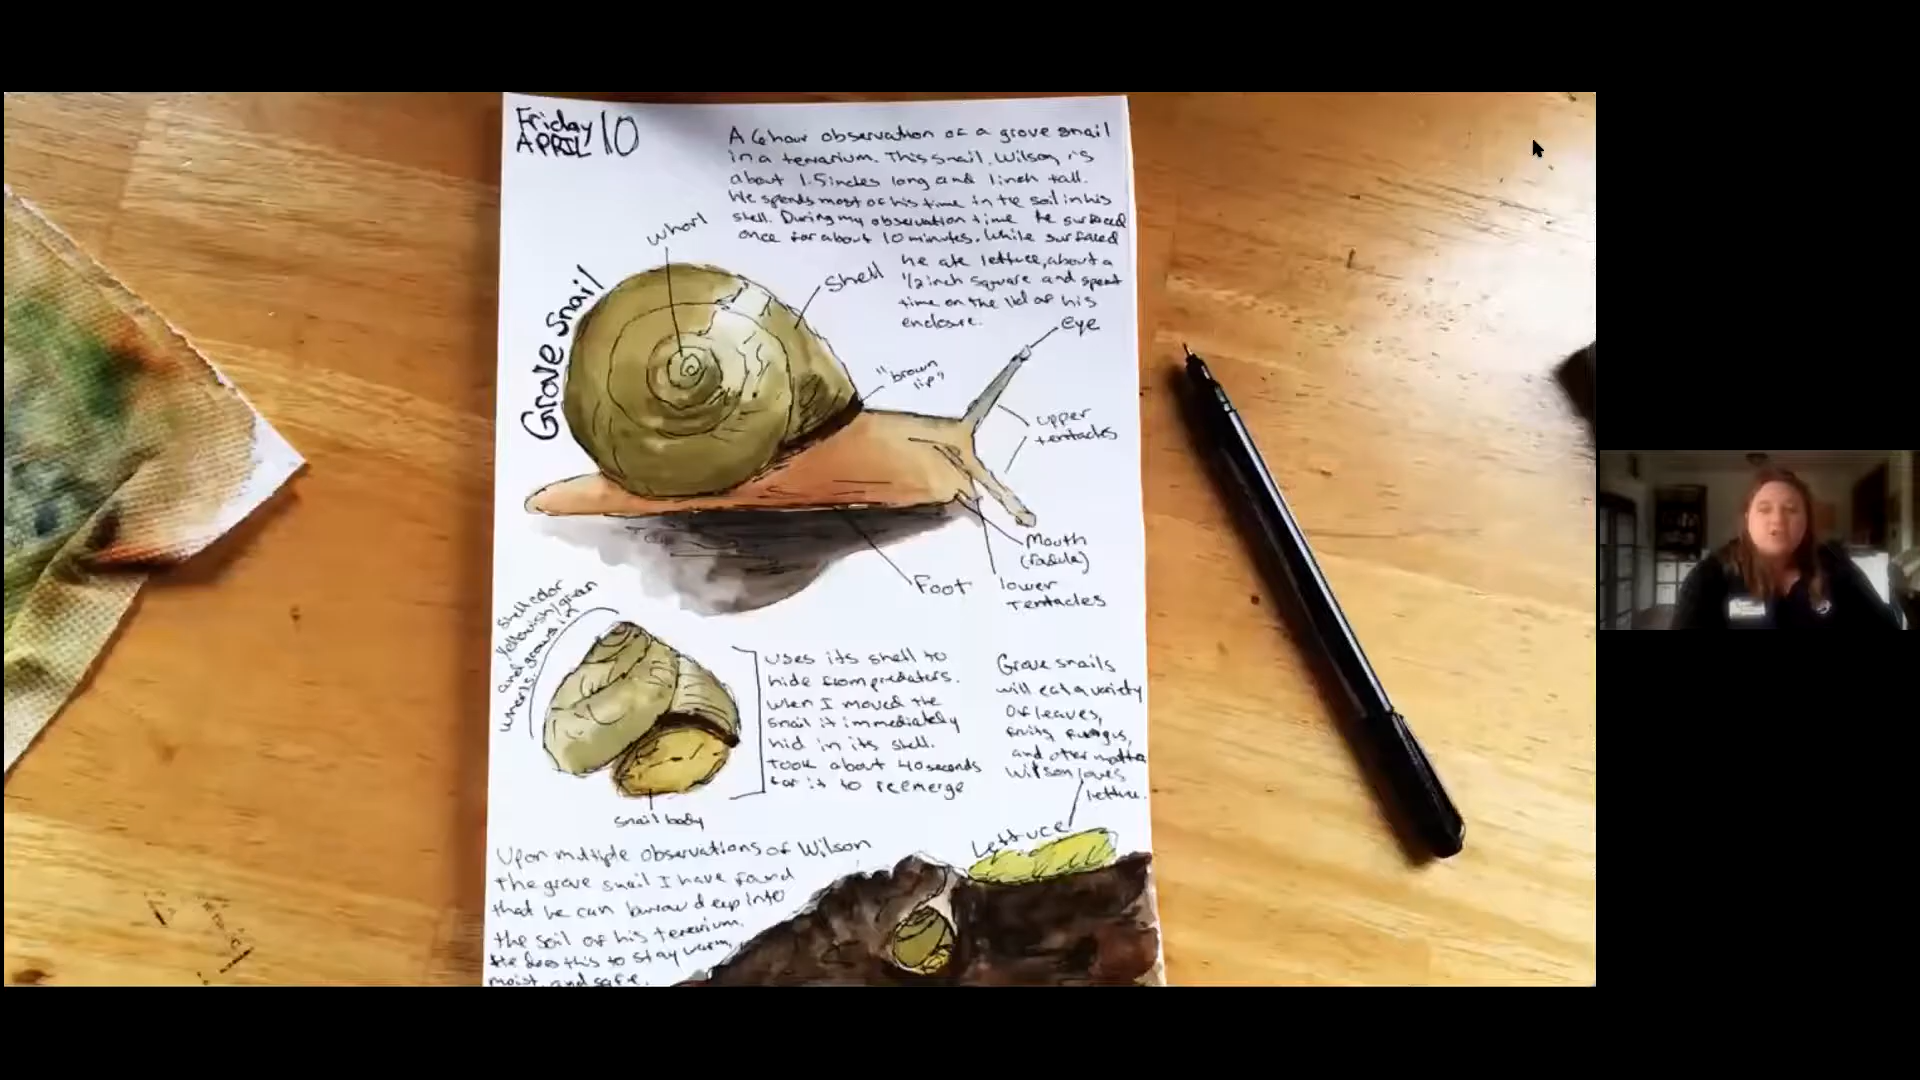 Friday
APRIL 10
A 6 hour observation of a grove snail
in a terrarium. This snail, Wilson, is
about 1.5 inches long and 1 inch tall.
He spends most of his time in the soil in his
shell. During my observation time he surfaced
once for about 10 minutes. While surfaced
he ate lettuce, about a
1/2 inch square and spent
time on the lid of his
enclosure.
Grove Snail
whorl
shell
eye
"brown
lip"
upper
tentacles
Mouth
(radula)
lower
Tentacles
Foot
shell color
yellowish/green
and grows in
whorls.
uses its shell to
hide from predators.
when I moved the
snail it immediately
hid in its shell.
Took about 40 seconds
for it to reemerge
snail body
Grove snails
will eat a variety
of leaves,
fruits, fungus,
and other matter
Wilson loves
lettuce.
Lettuce
Upon multiple observations of Wilson
the grove snail I have found
that he can burrow deep into
the soil of his terrarium.
He does this to stay warm,
moist, and safe.